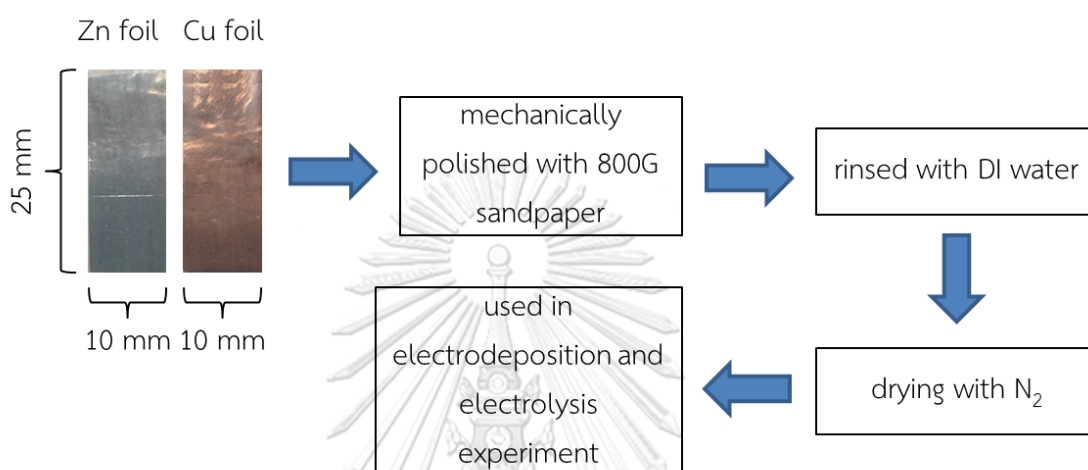 Zn foil
Cu foil
25 mm
10 mm
10 mm
mechanically
polished with 800G
sandpaper
rinsed with DI water
drying with N₂
used in
electrodeposition and
electrolysis
experiment